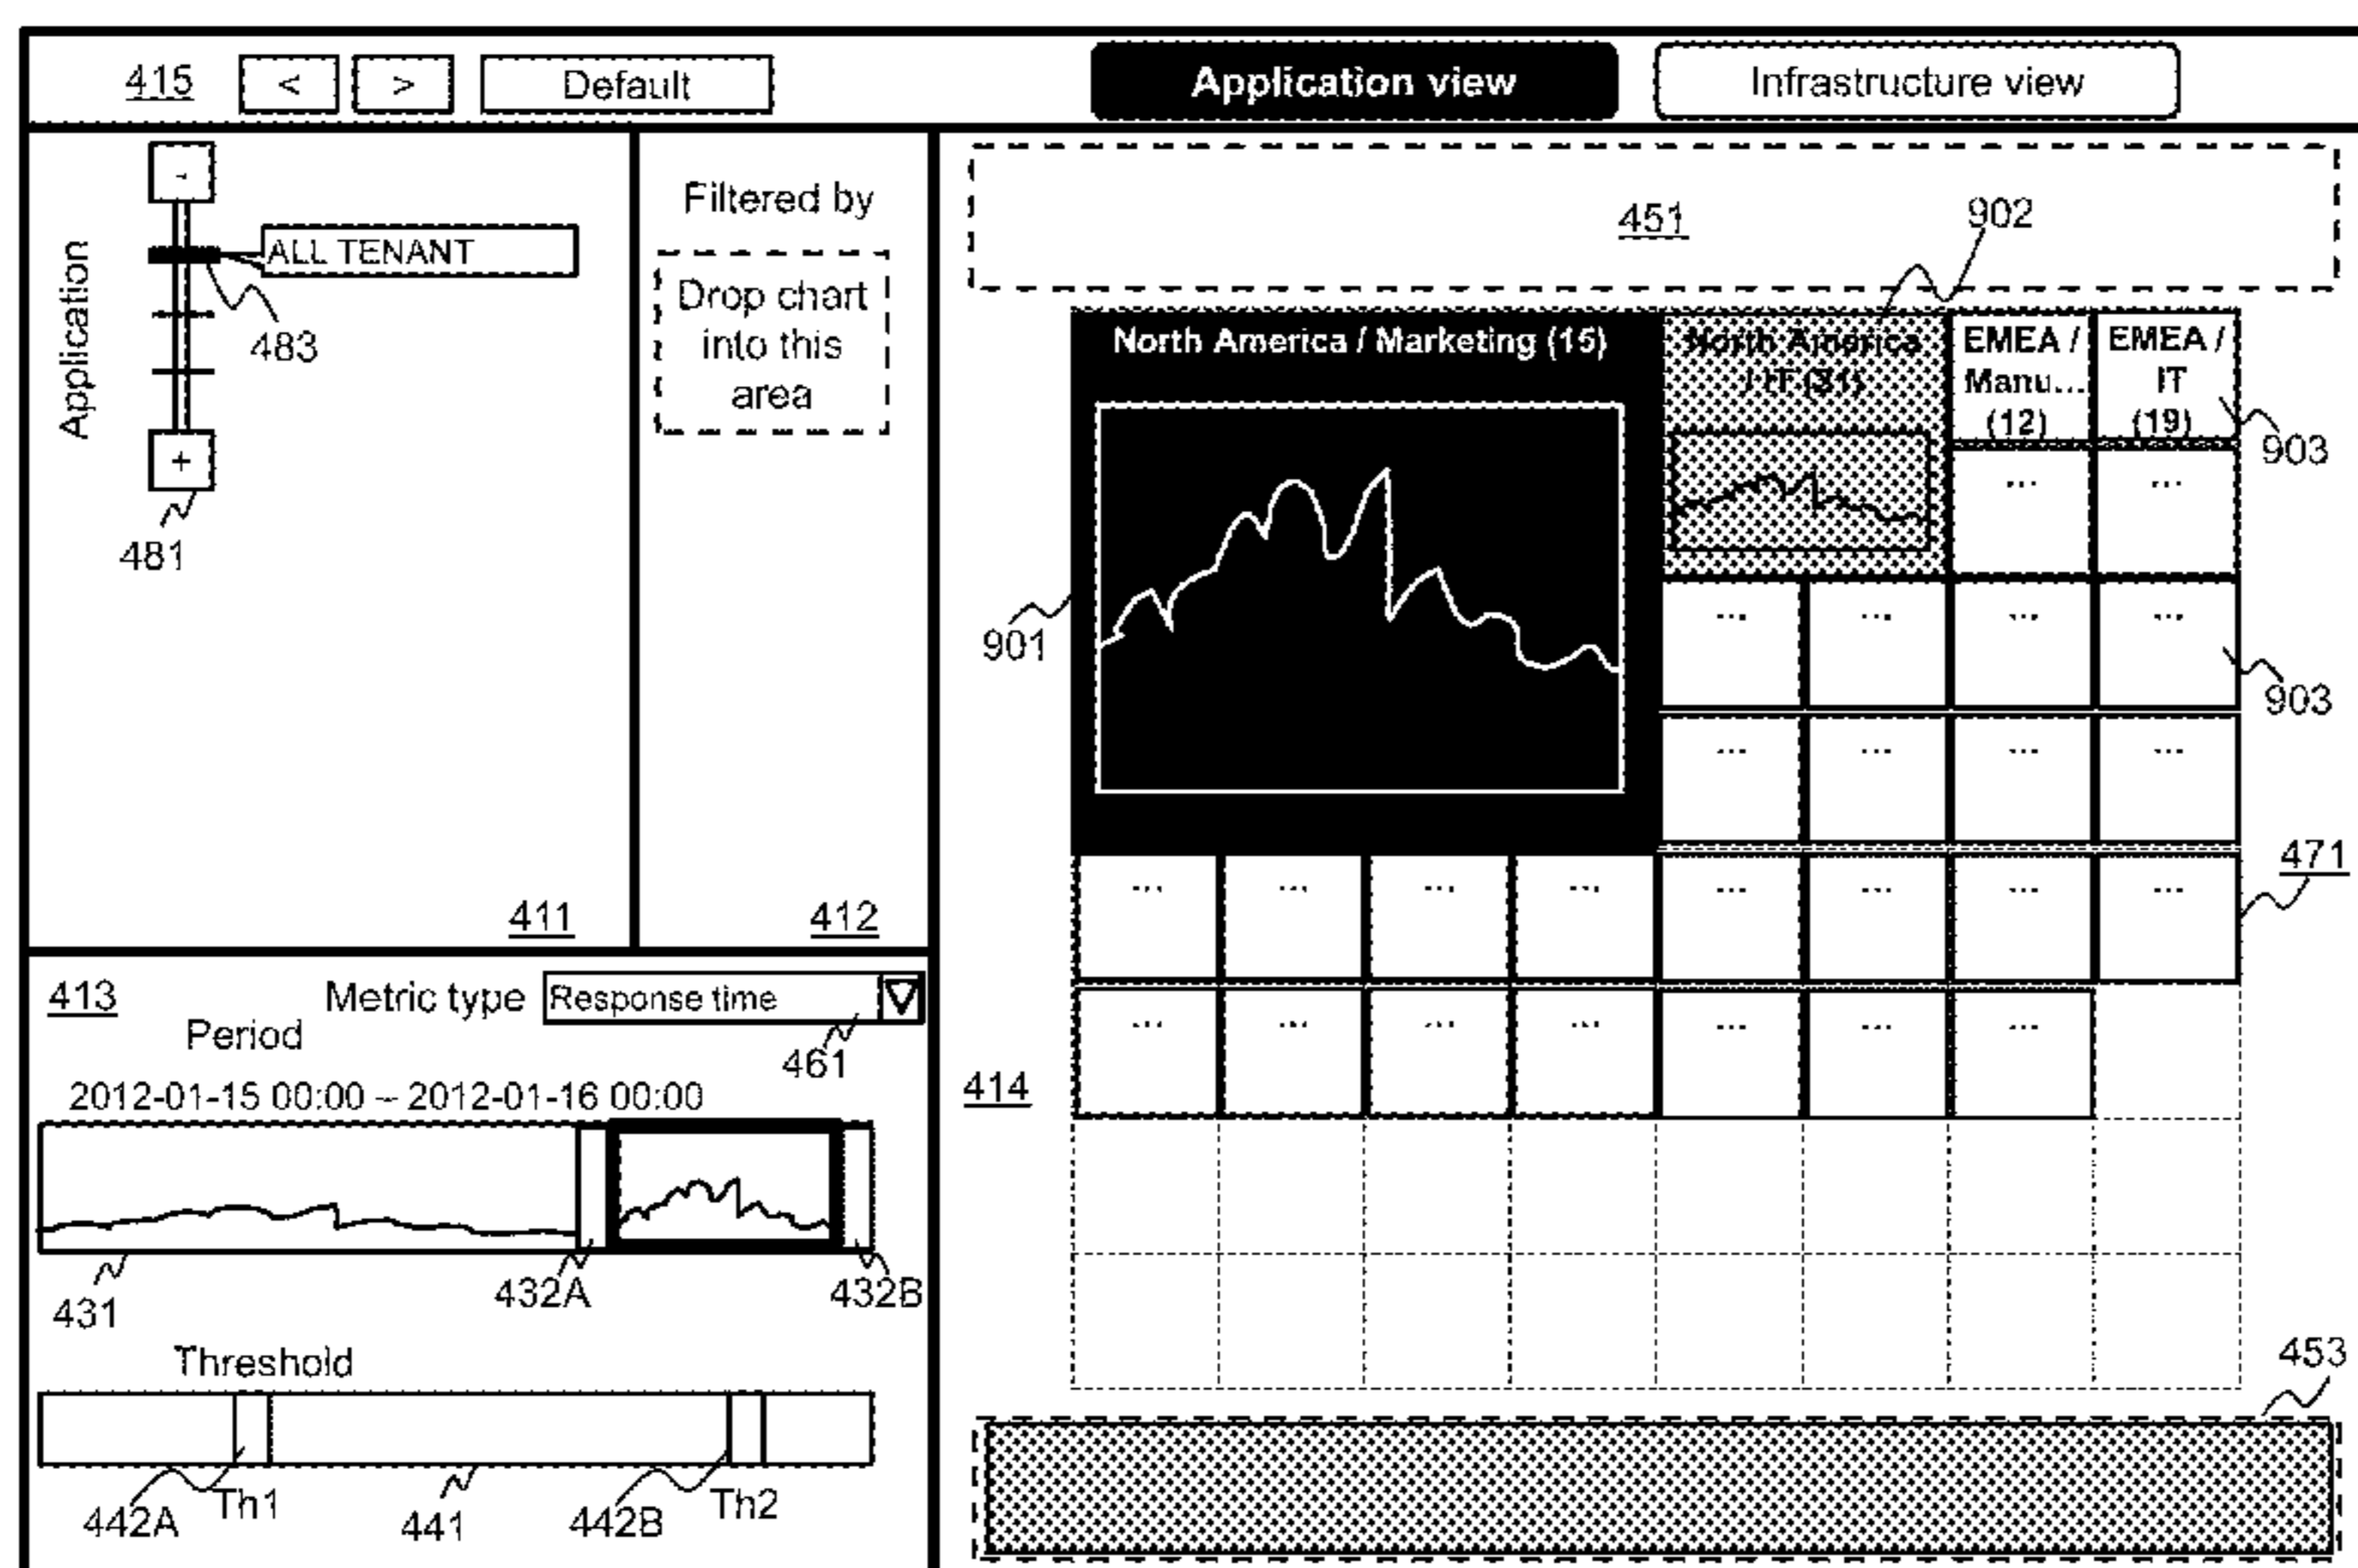 415 < > Default Application view Infrastructure view
-
Application
ALL TENANT
483
+
481
411
Filtered by
Drop chart
into this
area
412
451
902
North America / Marketing (15)
North America
/ IT (31)
EMEA /
Manu...
(12)
EMEA /
IT
(19)
903
... ...
901
... ... ... ...
903
... ... ... ...
471
... ... ... ... ... ... ... ...
... ... ... ... ... ... ...
414
453
413 Metric type Response time
461
Period
2012-01-15 00:00 – 2012-01-16 00:00
431
432A
432B
Threshold
442A Th1 441 442B Th2